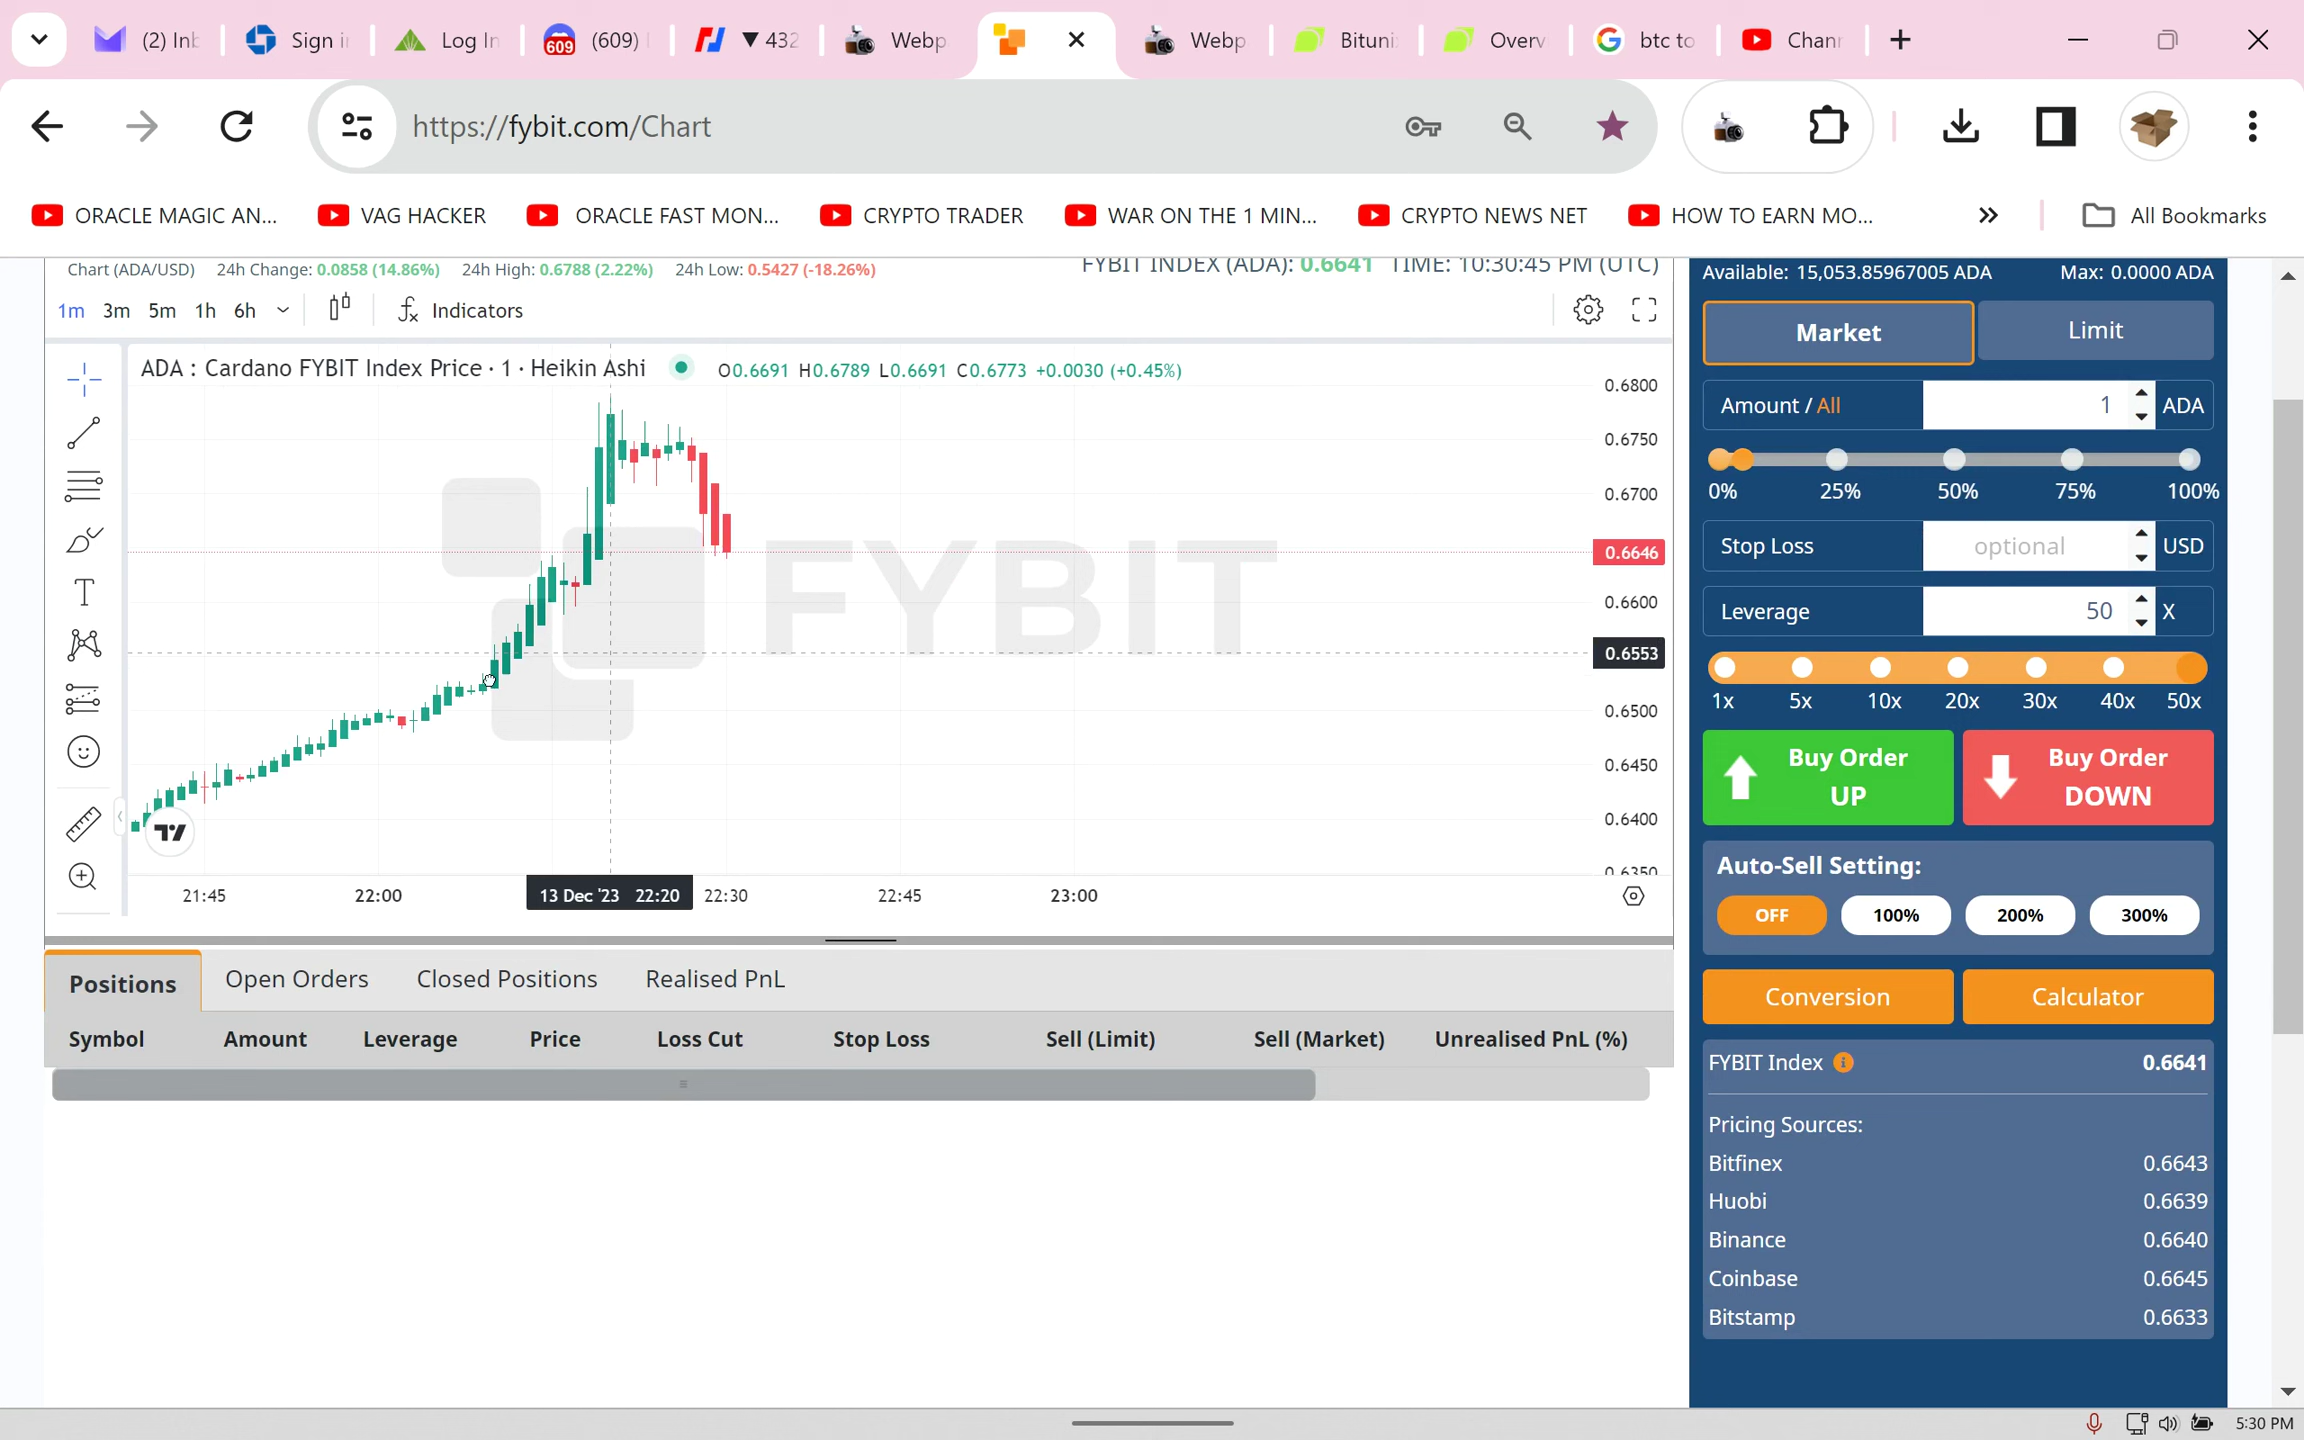 (2) Inb
Sign i
Log In
609
(609)
▼ 432
Webp
Webp
Bituni
Overv
btc to
Chann
https://fybit.com/Chart
ORACLE MAGIC AN...
VAG HACKER
ORACLE FAST MON...
CRYPTO TRADER
WAR ON THE 1 MIN...
CRYPTO NEWS NET
HOW TO EARN MO...
All Bookmarks
Chart (ADA/USD) 24h Change: 0.0858 (14.86%) 24h High: 0.6788 (2.22%) 24h Low: 0.5427 (-18.26%)
FYBIT INDEX (ADA): 0.6641 TIME: 10:30:45 PM (UTC)
1m 3m 5m 1h 6h Indicators
ADA : Cardano FYBIT Index Price · 1 · Heikin Ashi O0.6691 H0.6789 L0.6691 C0.6773 +0.0030 (+0.45%)
FYBIT
0.6800
0.6750
0.6700
0.6646
0.6600
0.6553
0.6500
0.6450
0.6400
0.6350
21:45 22:00 13 Dec '23 22:20 22:30 22:45 23:00
Positions Open Orders Closed Positions Realised PnL
Symbol Amount Leverage Price Loss Cut Stop Loss Sell (Limit) Sell (Market) Unrealised PnL (%)
Available: 15,053.85967005 ADA Max: 0.0000 ADA
Market Limit
Amount / All 1 ADA
0% 25% 50% 75% 100%
Stop Loss optional USD
Leverage 50 X
1x 5x 10x 20x 30x 40x 50x
Buy Order
UP
Buy Order
DOWN
Auto-Sell Setting:
OFF 100% 200% 300%
Conversion Calculator
FYBIT Index 0.6641
Pricing Sources:
Bitfinex 0.6643
Huobi 0.6639
Binance 0.6640
Coinbase 0.6645
Bitstamp 0.6633
5:30 PM